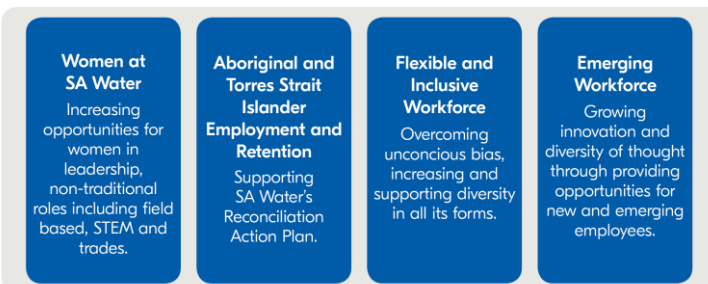 Women at
SA Water
Increasing
opportunities for
women in
leadership,
non-traditional
roles including field
based, STEM and
trades.
Aboriginal and
Torres Strait
Islander
Employment and
Retention
Supporting
SA Water's
Reconciliation
Action Plan.
Flexible and
Inclusive
Workforce
Overcoming
unconcious bias,
increasing and
supporting diversity
in all its forms.
Emerging
Workforce
Growing
innovation and
diversity of thought
through providing
opportunities for
new and emerging
employees.